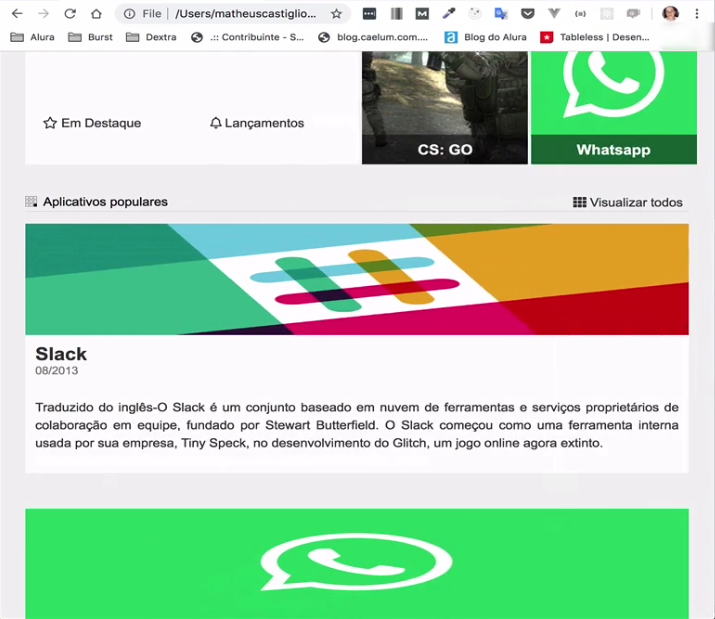 File | /Users/matheuscastiglio...
Alura Burst Dextra .:: Contribuinte - S... blog.caelum.com.... Blog do Alura Tableless | Desen...
Em Destaque Lançamentos
CS: GO Whatsapp
Aplicativos populares Visualizar todos
Slack
08/2013
Traduzido do inglês-O Slack é um conjunto baseado em nuvem de ferramentas e serviços proprietários de
colaboração em equipe, fundado por Stewart Butterfield. O Slack começou como uma ferramenta interna
usada por sua empresa, Tiny Speck, no desenvolvimento do Glitch, um jogo online agora extinto.